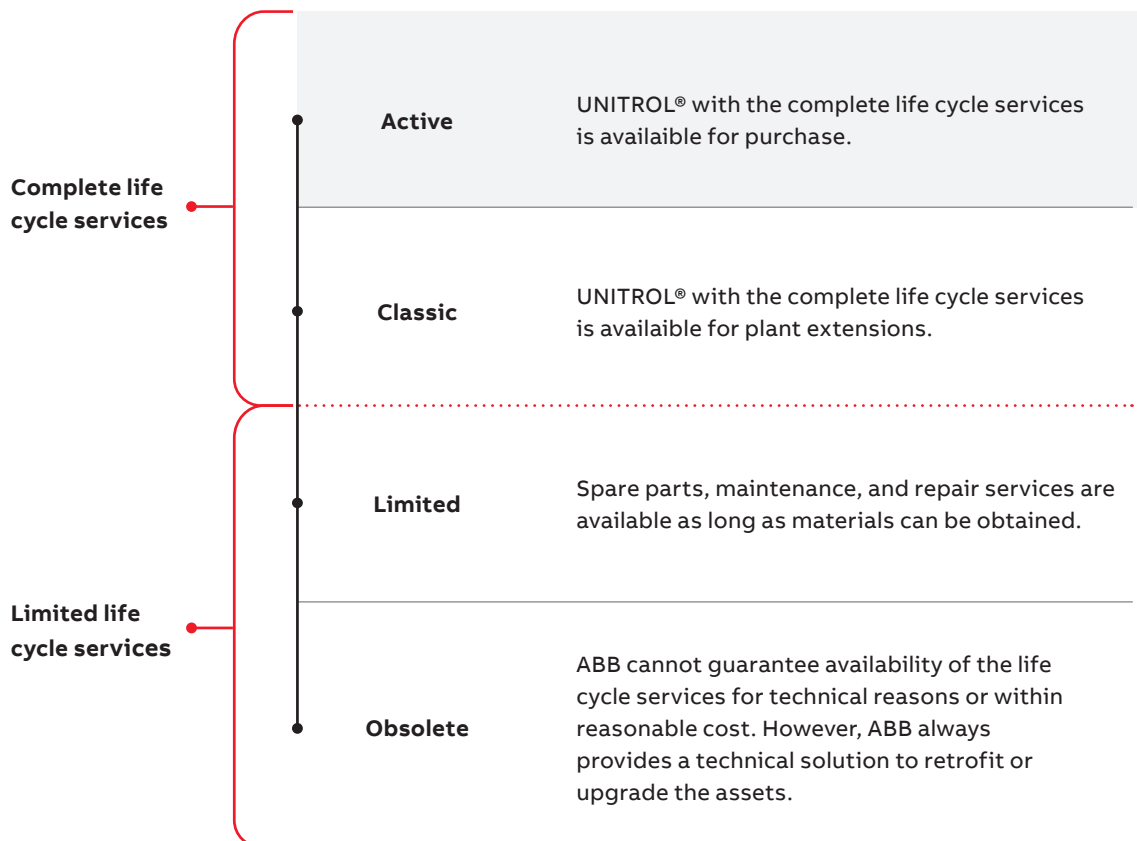 Complete life
cycle services
Active
UNITROL® with the complete life cycle services
is availaible for purchase.
Classic
UNITROL® with the complete life cycle services
is availaible for plant extensions.
Limited life
cycle services
Limited
Spare parts, maintenance, and repair services are
available as long as materials can be obtained.
Obsolete
ABB cannot guarantee availability of the life
cycle services for technical reasons or within
reasonable cost. However, ABB always
provides a technical solution to retrofit or
upgrade the assets.